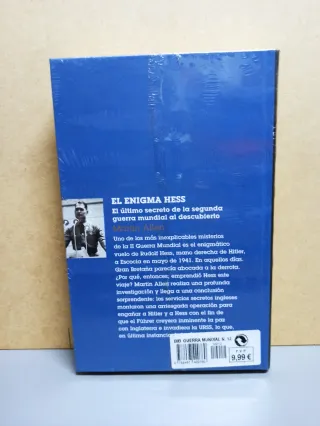 EL ENIGMA HESS
El último secreto de la segunda
guerra mundial al descubierto
Martin Allen
Uno de los más inexplicables misterios
de la II Guerra Mundial es el enigmático
vuelo de Rudolf Hess, mano derecha de Hitler,
a Escocia en mayo de 1941. En aquellos días,
Gran Bretaña parecía abocada a la derrota.
¿Por qué, entonces, emprendió Hess este
viaje? Martin Allen realiza una profunda
investigación y llega a una conclusión
sorprendente: los servicios secretos ingleses
montaron una arriesgada operación para
engañar a Hitler y a Hess con el fin de
que el Führer creyera inminente la paz
con Inglaterra e invadiera la URSS, lo que,
en última instancia
GUERRA MUNDIAL N.
P.V.P.
9,99 €